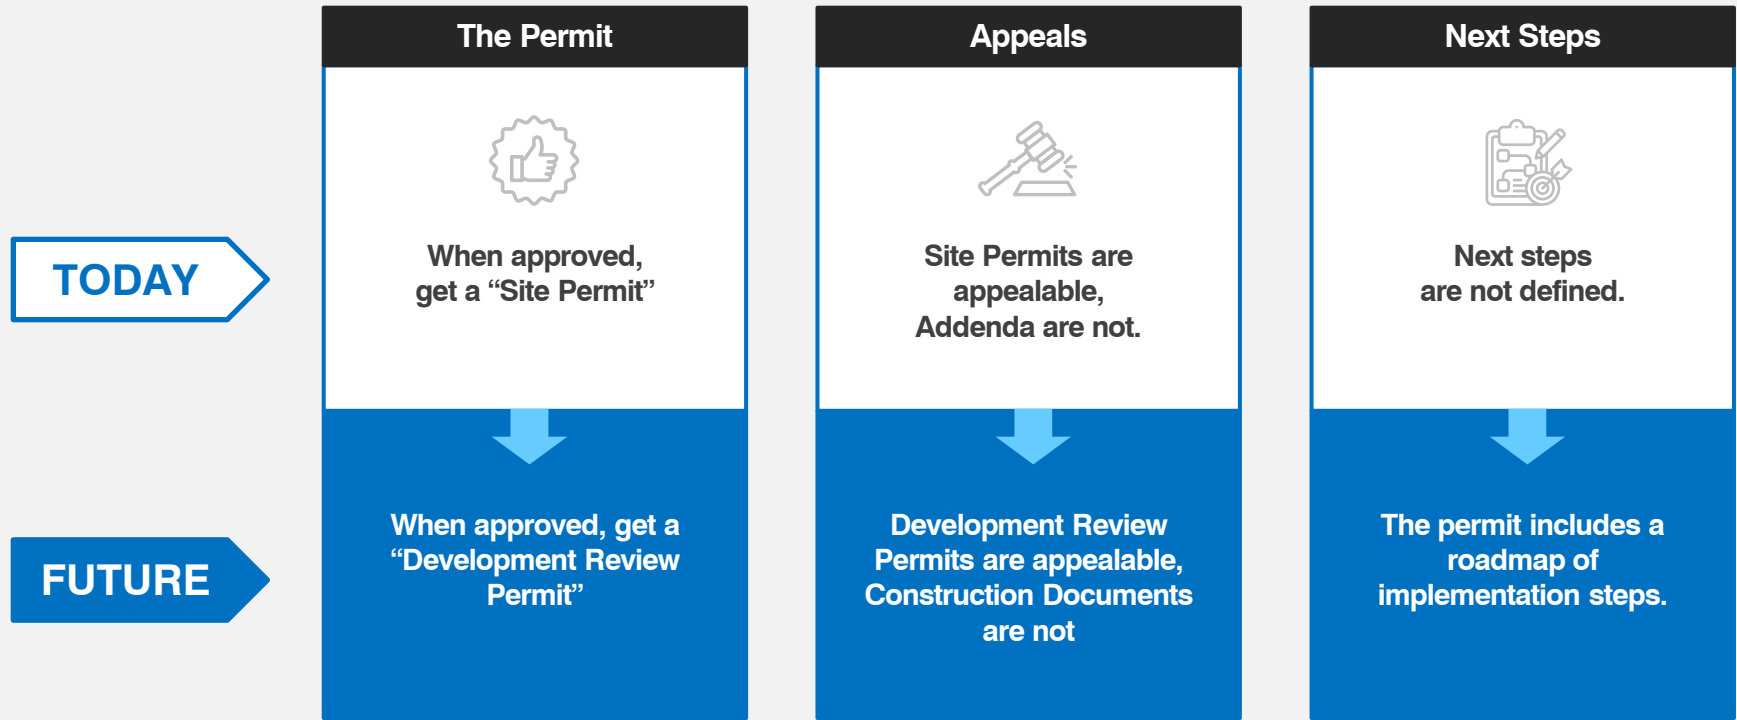 The Permit
Appeals
Next Steps
TODAY
When approved,
get a “Site Permit”
Site Permits are
appealable,
Addenda are not.
Next steps
are not defined.
FUTURE
When approved, get a
“Development Review
Permit”
Development Review
Permits are appealable,
Construction Documents
are not
The permit includes a
roadmap of
implementation steps.